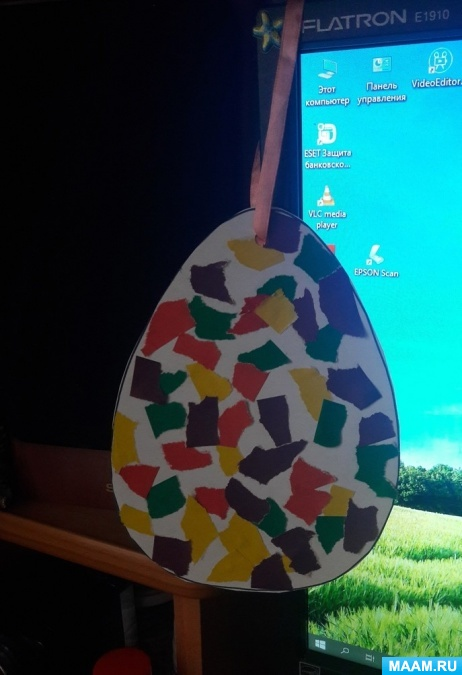 FLATRON E1910
Этот
компьютер
Панель
управления
VideoEditor.
ESET Защита
банковско...
VLC media
player
EPSON Scan
MAAM.RU